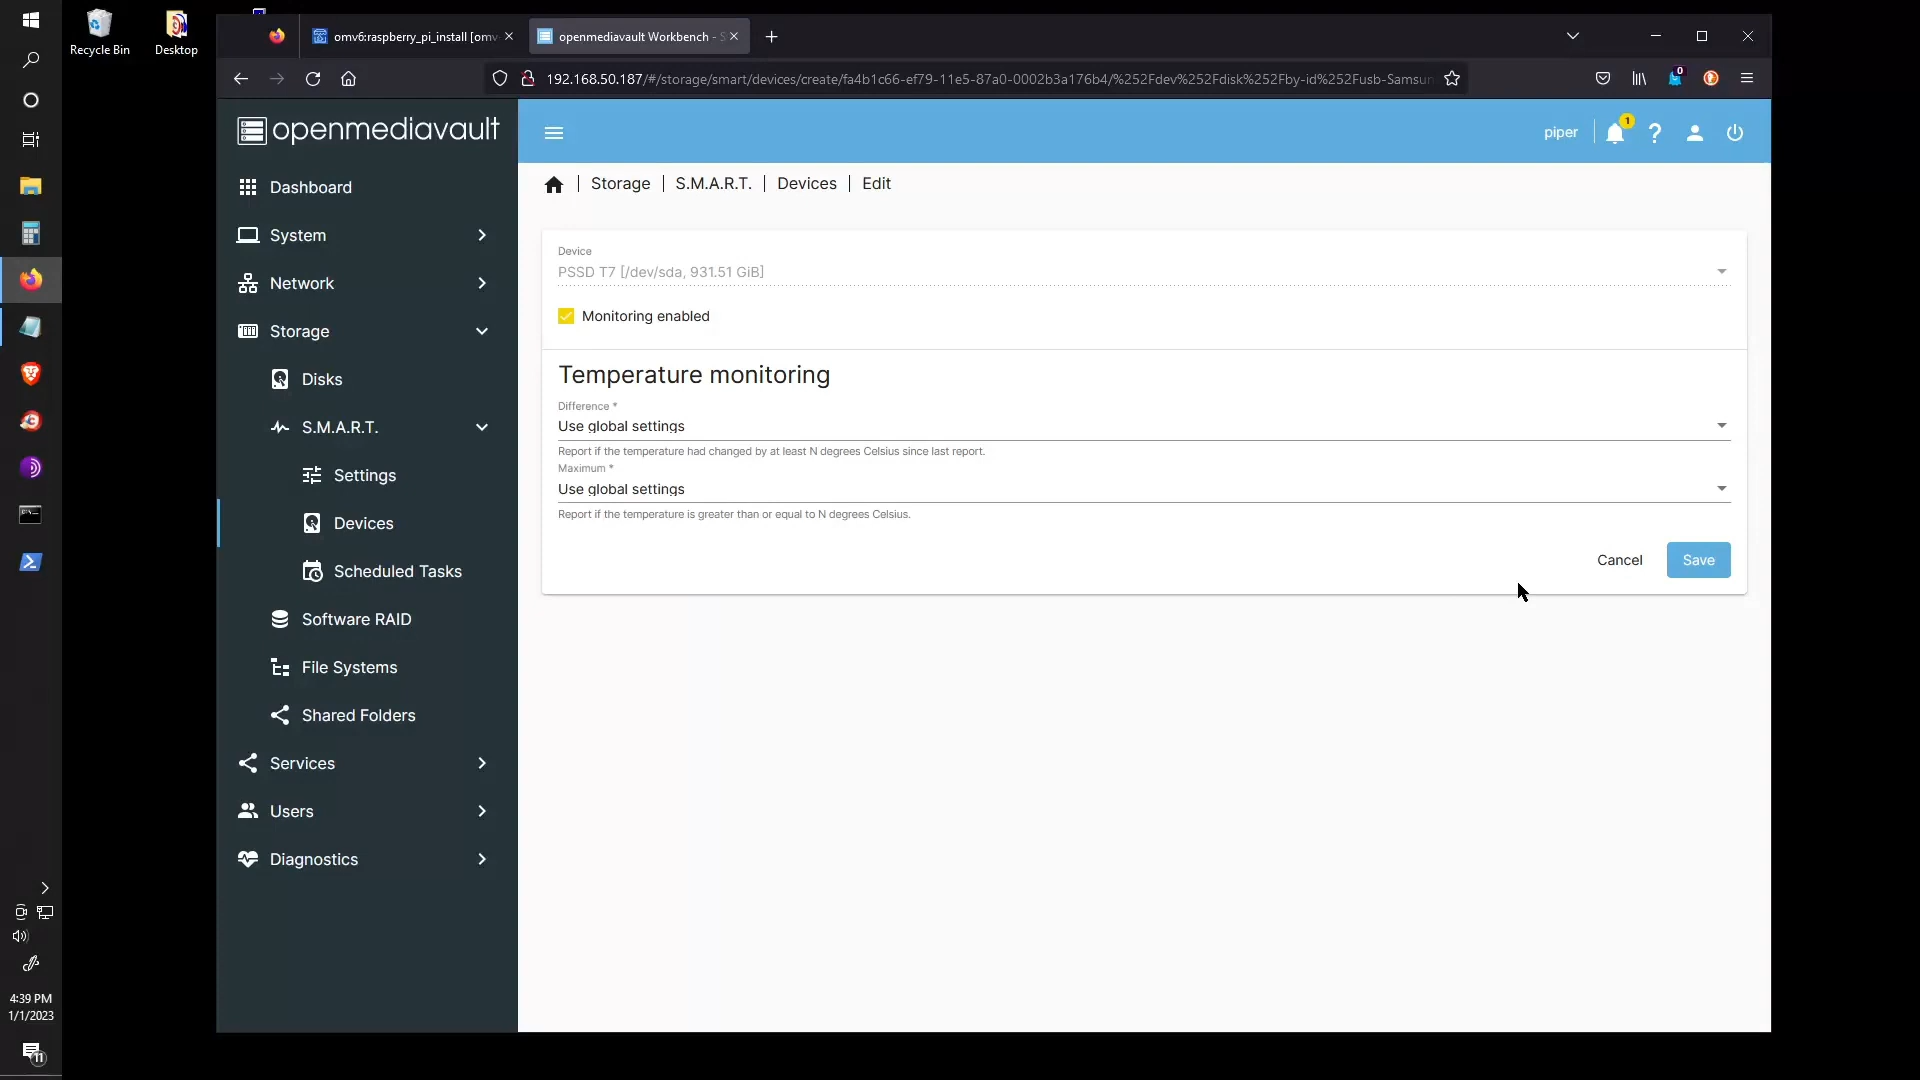 Recycle Bin
Desktop
omv6:raspberry_pi_install [omv-
openmediavault Workbench - S
192.168.50.187/#/storage/smart/devices/create/fa4b1c66-ef79-11e5-87a0-0002b3a176b4/%252Fdev%252Fdisk%252Fby-id%252Fusb-Samsun
0
openmediavault
piper
1
Dashboard
System
Network
Storage
Disks
S.M.A.R.T.
Settings
Devices
Scheduled Tasks
Software RAID
File Systems
Shared Folders
Services
Users
Diagnostics
Storage | S.M.A.R.T. | Devices | Edit
Device
PSSD T7 [/dev/sda, 931.51 GiB]
Monitoring enabled
Temperature monitoring
Difference *
Use global settings
Report if the temperature had changed by at least N degrees Celsius since last report.
Maximum *
Use global settings
Report if the temperature is greater than or equal to N degrees Celsius.
Cancel
Save
4:39 PM
1/1/2023
11